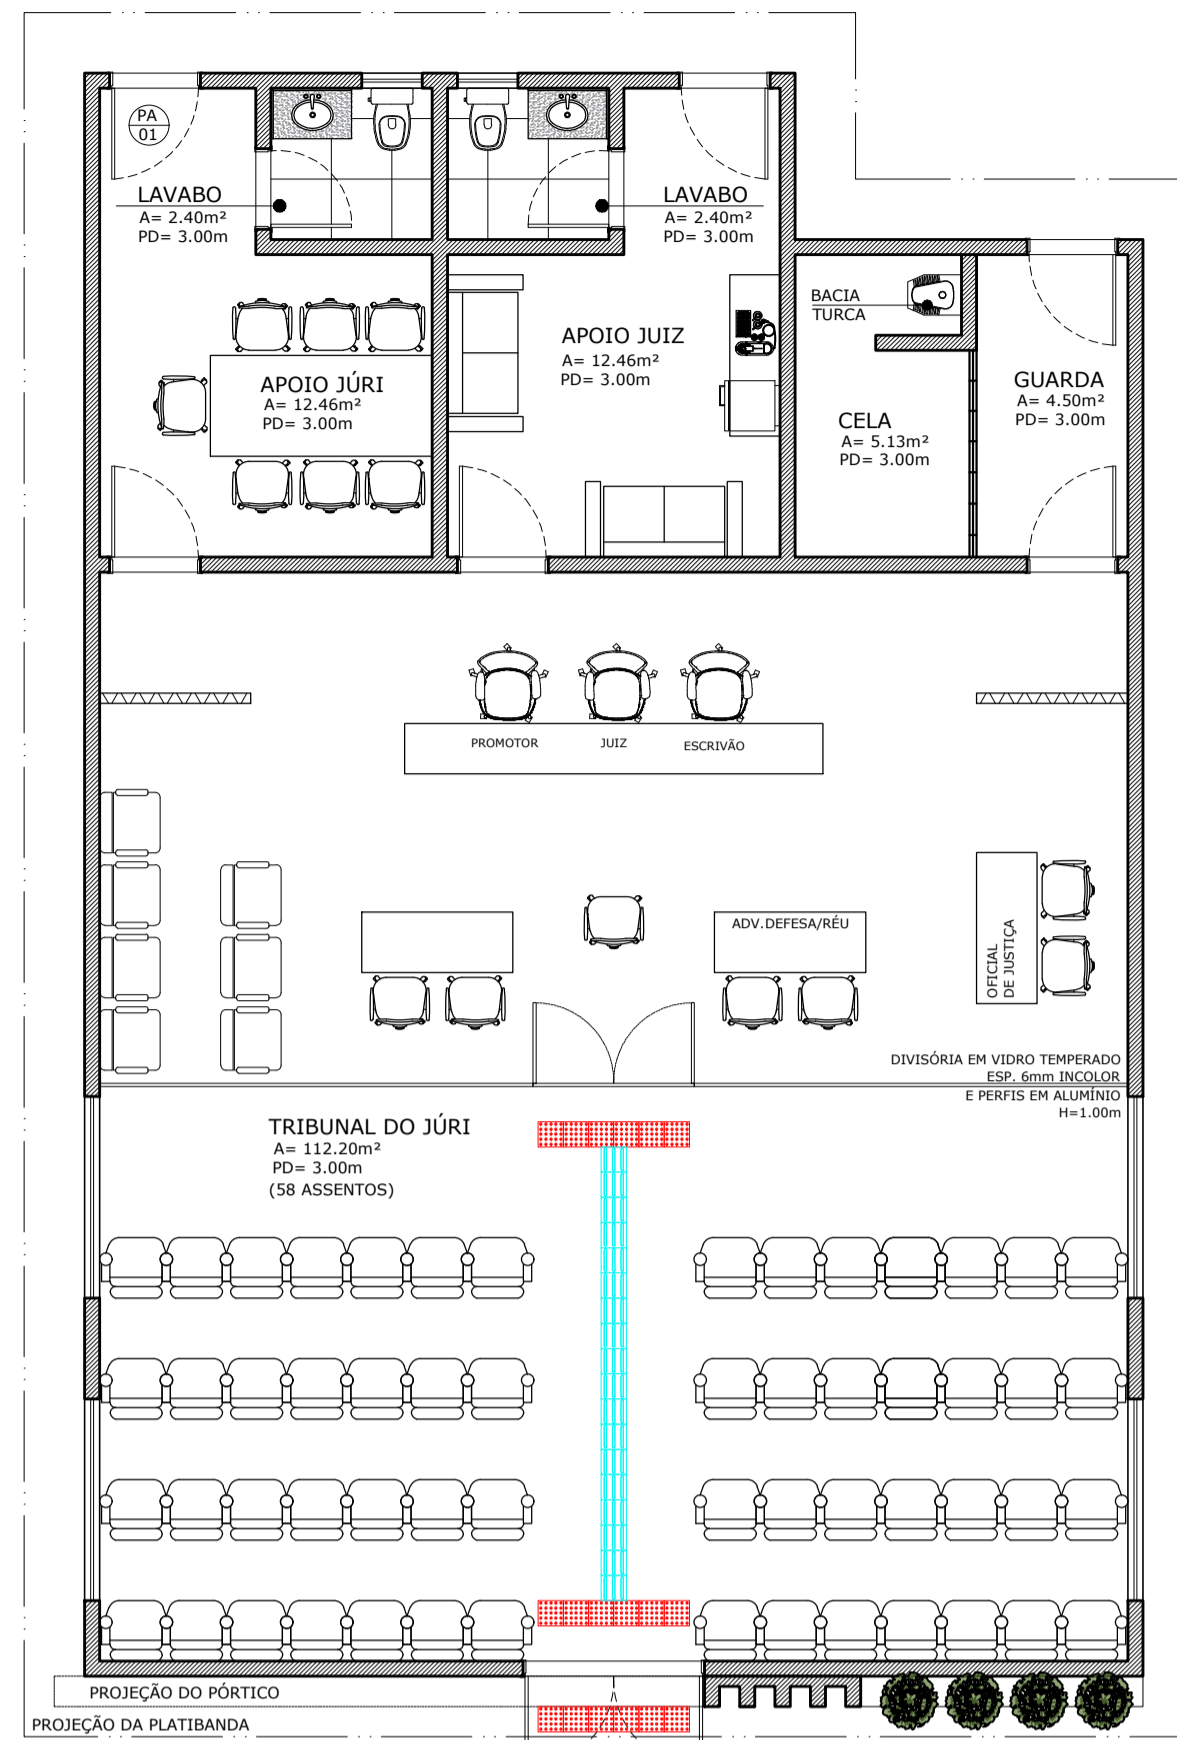 PA
01
LAVABO
A= 2.40m²
PD= 3.00m
LAVABO
A= 2.40m²
PD= 3.00m
BACIA
TURCA
APOIO JUIZ
A= 12.46m²
PD= 3.00m
APOIO JÚRI
A= 12.46m²
PD= 3.00m
GUARDA
A= 4.50m²
PD= 3.00m
CELA
A= 5.13m²
PD= 3.00m
PROMOTOR
JUIZ
ESCRIVÃO
ADV.DEFESA/RÉU
OFICIAL
DE JUSTIÇA
DIVISÓRIA EM VIDRO TEMPERADO
ESP. 6mm INCOLOR
E PERFIS EM ALUMÍNIO
H=1.00m
TRIBUNAL DO JÚRI
A= 112.20m²
PD= 3.00m
(58 ASSENTOS)
PROJEÇÃO DO PÓRTICO
PROJEÇÃO DA PLATIBANDA